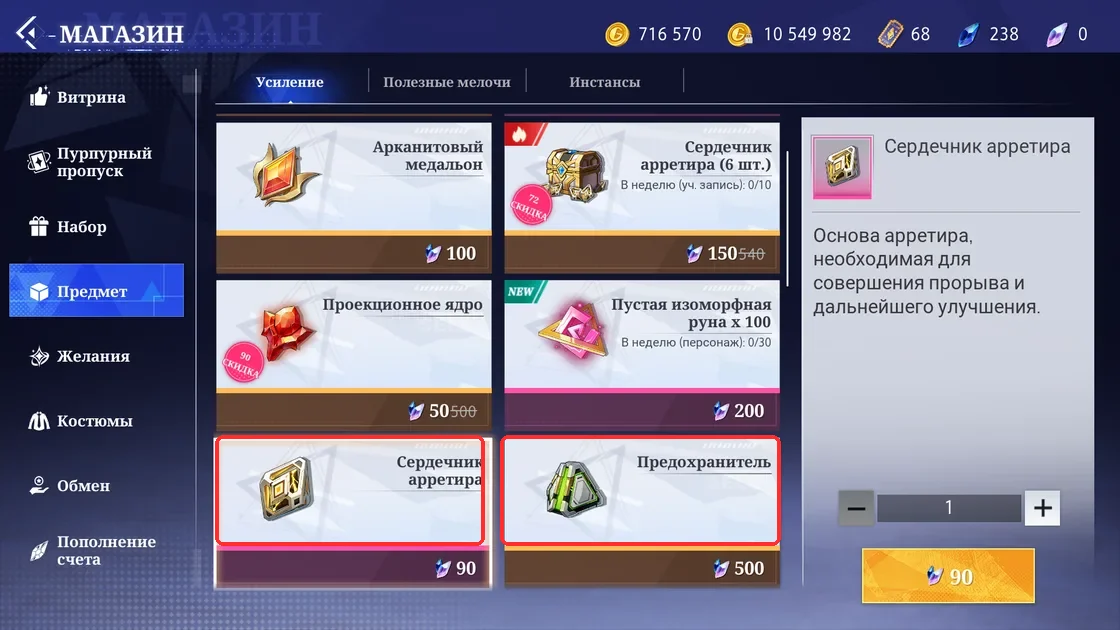 МАГАЗИН
716 570
10 549 982
68
238
0
Витрина
Пурпурный
пропуск
Набор
Предмет
Желания
Костюмы
Обмен
Пополнение
счета
Усиление
Полезные мелочи
Инстансы
Арканитовый
медальон
100
Сердечник
арретира (6 шт.)
В неделю (уч. запись): 0/10
72
СКИДКА
150 540
Проекционное ядро
90
СКИДКА
50 500
NEW
Пустая изоморфная
руна x 100
В неделю (персонаж): 0/30
200
Сердечник
арретира
90
Предохранитель
500
Сердечник арретира
Основа арретира,
необходимая для
совершения прорыва и
дальнейшего улучшения.
1
90